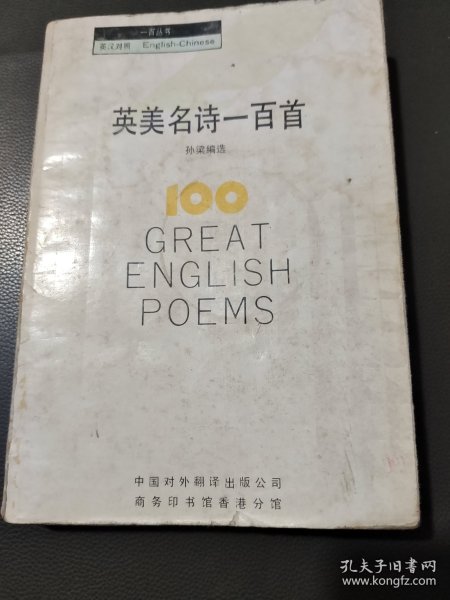 一百丛书
英汉对照 English-Chinese
英美名诗一百首
孙梁编选
100
GREAT
ENGLISH
POEMS
中国对外翻译出版公司
商务印书馆香港分馆
孔夫子旧书网
www.kongfz.com